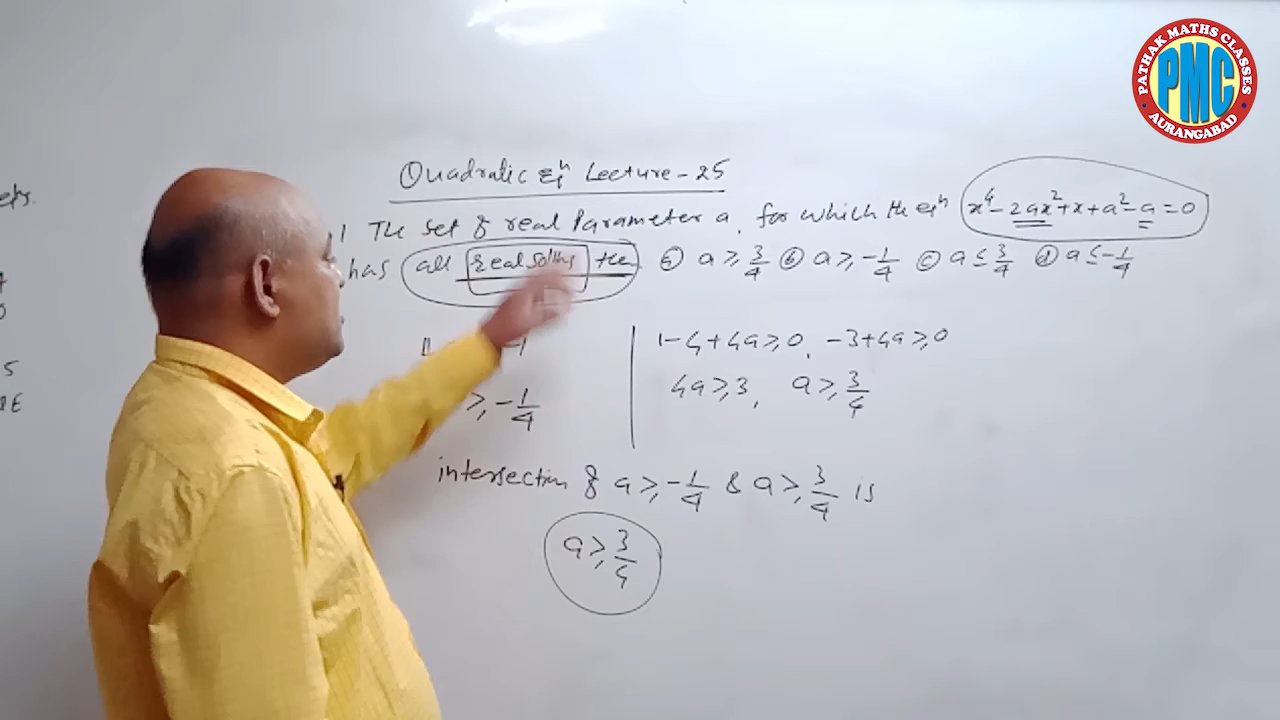 PATHAK MATHS CLASSES
PMC
AURANGABAD
Quadratic Eqⁿ Lecture - 25
1 The set of real Parameter a, for which the eqⁿ x⁴-2ax²+x+a²-a=0
has all real solⁿs the (a) a≥3/4 (b) a≥-1/4 (c) a≤3/4 (d) a≤-1/4
≥-1/4
1-4+4a≥0, -3+4a≥0
4a≥3, a≥3/4
intersection of a≥-1/4 & a≥3/4 is
a≥3/4